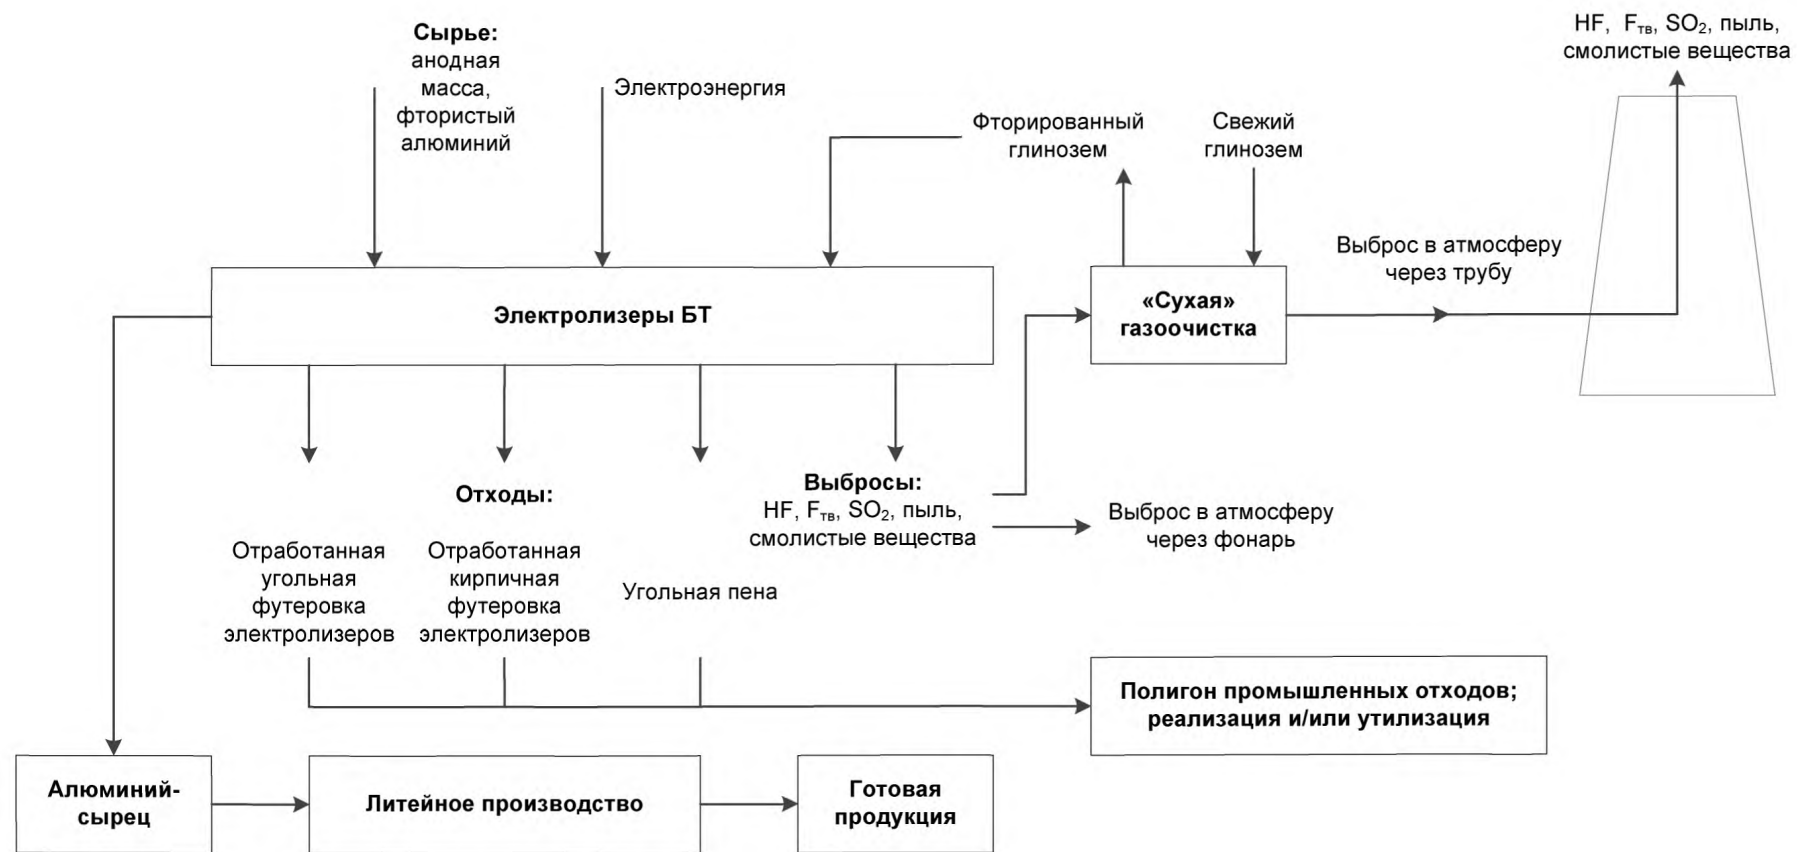 Сырье:
анодная
масса,
фтористый
алюминий
Электроэнергия
Фторированный
глинозем
Свежий
глинозем
HF, Fтв, SO2, пыль,
смолистые вещества
Выброс в атмосферу
через трубу
Электролизеры БТ
«Сухая»
газоочистка
Отходы:
Отработанная
угольная
футеровка
электролизеров
Отработанная
кирпичная
футеровка
электролизеров
Угольная пена
Выбросы:
HF, Fтв, SO2, пыль,
смолистые вещества
Выброс в атмосферу
через фонарь
Полигон промышленных отходов;
реализация и/или утилизация
Алюминий-
сырец
Литейное производство
Готовая
продукция